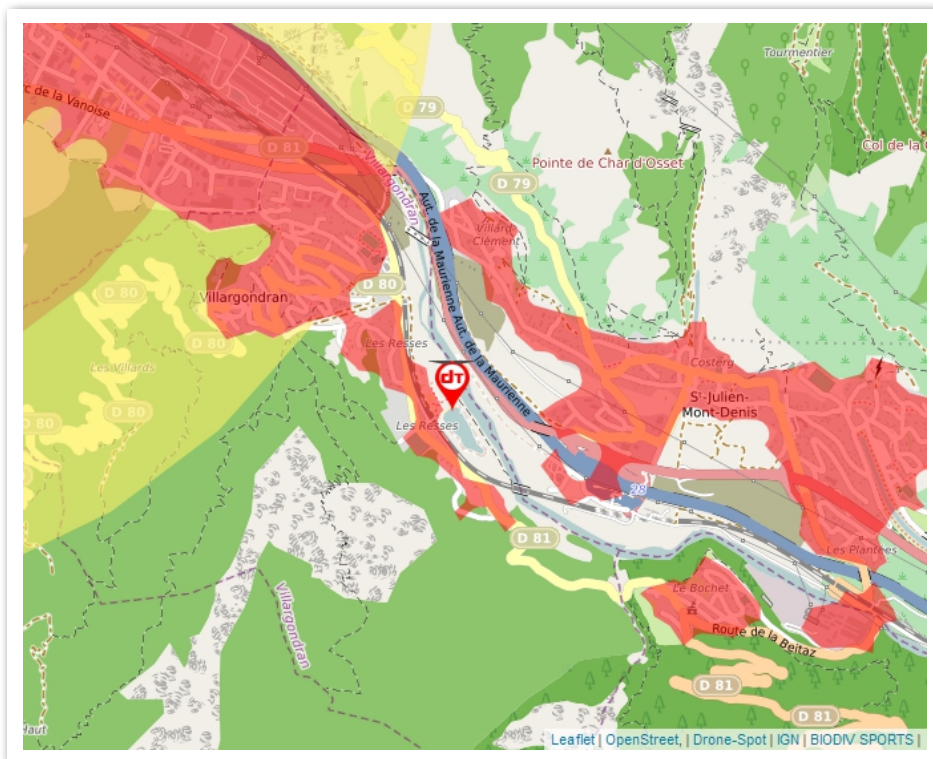 Tourmentier
D 79
c de la Vanoise
D 81
Col de la C
Pointe de Char d'Osset
D 79
Villargondran
Villard-
Clément
Aut. de la Maurienne Aut. de la Maurienne
D 80
D 80
Villargondran
D 80
Les Resses
Costerg
Les Villards
dT
St-Julien-
Mont-Denis
D 80
D 80
Les Resses
28
D 81
Les Plantées
Le Bochet
Villargondran
Route de la Beitaz
D 81
D 81
Haut
Leaflet | OpenStreet, | Drone-Spot | IGN | BIODIV SPORTS |